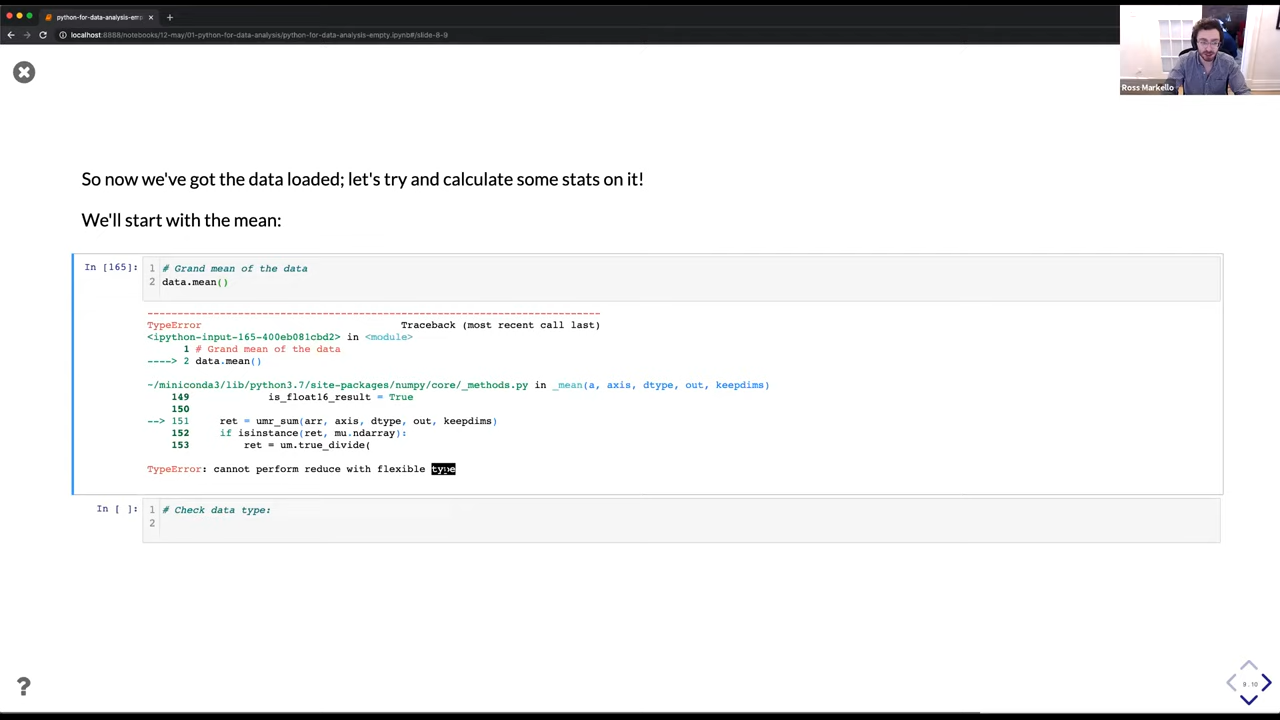 python-for-data-analysis-em
localhost:8888/notebooks/12-may/01-python-for-data-analysis/python-for-data-analysis-empty.ipynb#/slide-8-9
Ross Markello
So now we've got the data loaded; let's try and calculate some stats on it!
We'll start with the mean:
In [165]:
1 # Grand mean of the data
2 data.mean()
---------------------------------------------------------------------------
TypeError                                 Traceback (most recent call last)
<ipython-input-165-400eb081cbd2> in <module>
      1 # Grand mean of the data
----> 2 data.mean()
~/miniconda3/lib/python3.7/site-packages/numpy/core/_methods.py in _mean(a, axis, dtype, out, keepdims)
    149         is_float16_result = True
    150
--> 151     ret = umr_sum(arr, axis, dtype, out, keepdims)
    152     if isinstance(ret, mu.ndarray):
    153         ret = um.true_divide(
TypeError: cannot perform reduce with flexible type
In [ ]:
1 # Check data type:
2
?
9.10